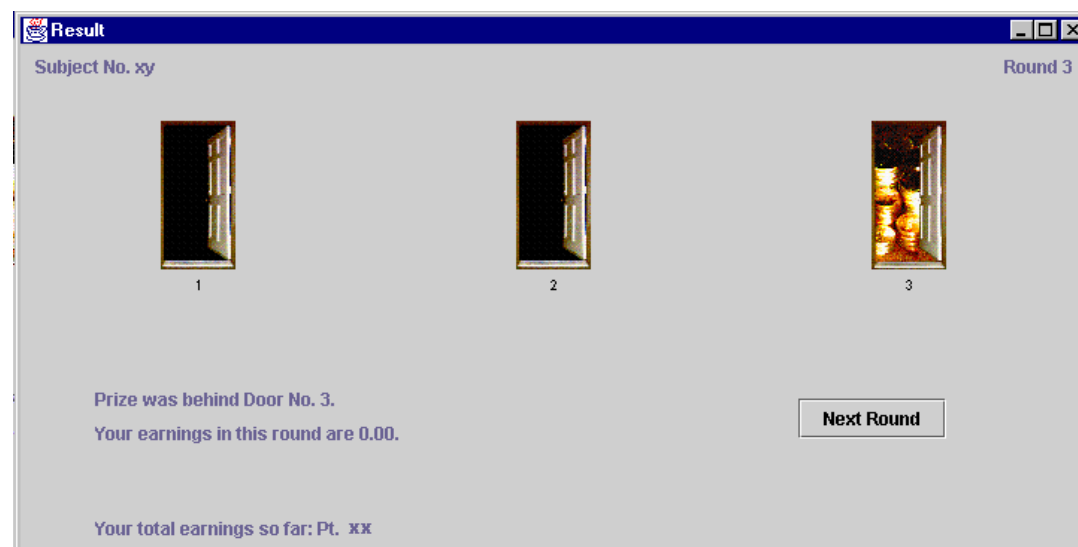 Result
Subject No. xy Round 3
1 2 3
Prize was behind Door No. 3.
Your earnings in this round are 0.00.
Next Round
Your total earnings so far: Pt. xx